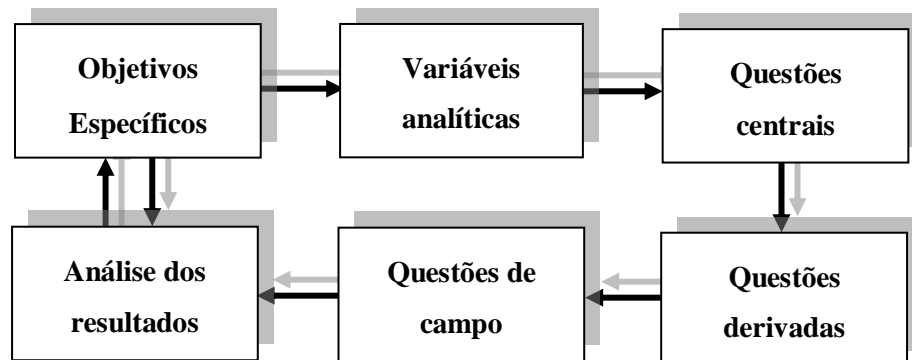 Objetivos
Específicos
Variáveis
analíticas
Questões
centrais
Análise dos
resultados
Questões de
campo
Questões
derivadas